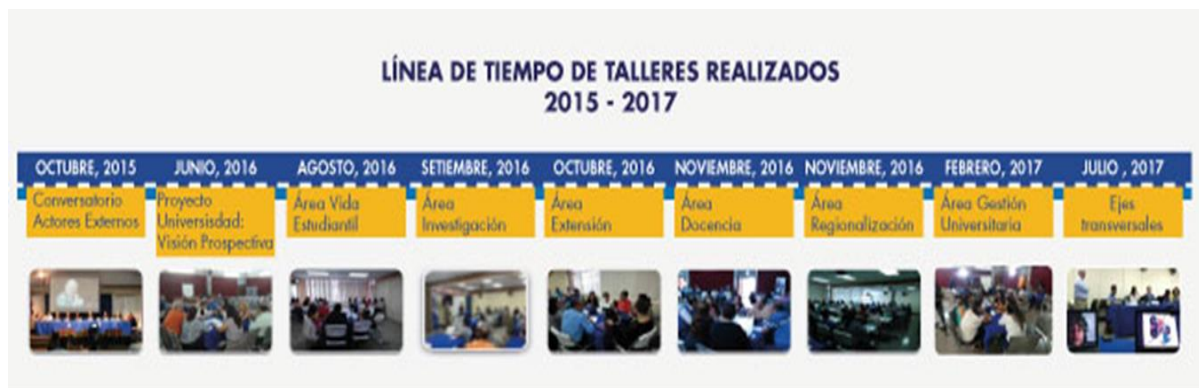 LÍNEA DE TIEMPO DE TALLERES REALIZADOS
2015 - 2017
OCTUBRE, 2015
Conversatorio
Actores Externos
JUNIO, 2016
Proyecto
Universisdad:
Visión Prospectiva
AGOSTO, 2016
Área Vida
Estudiantil
SETIEMBRE, 2016
Área
Investigación
OCTUBRE, 2016
Área
Extensión
NOVIEMBRE, 2016
Área
Docencia
NOVIEMBRE, 2016
Área
Regionalización
FEBRERO, 2017
Área Gestión
Universitaria
JULIO , 2017
Ejes
transversales